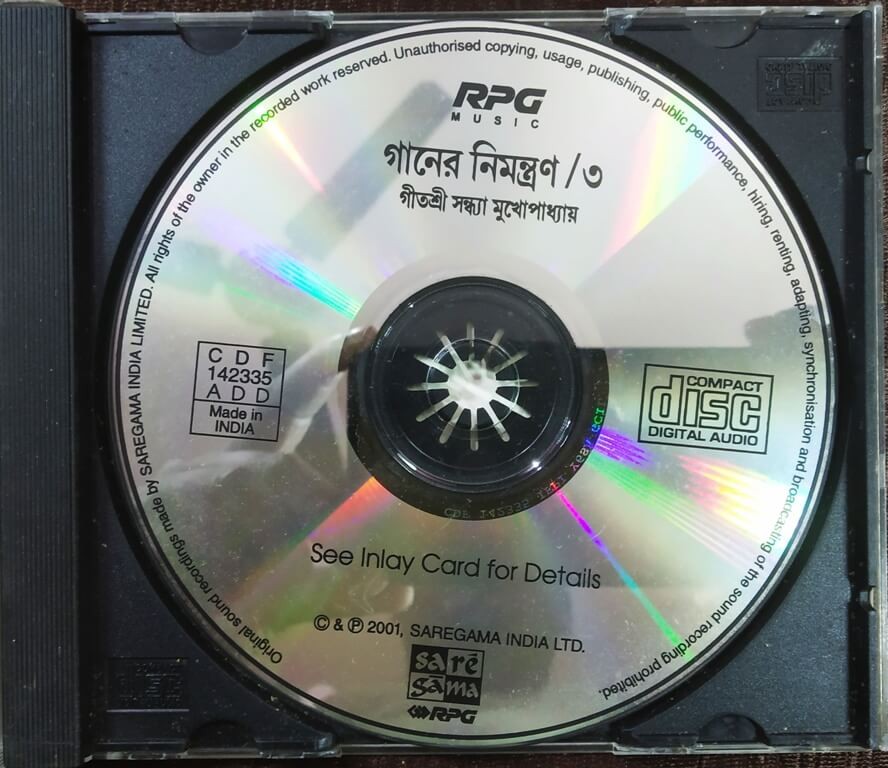 Original sound recordings made by SAREGAMA INDIA LIMITED. All rights of the owner in the recorded work reserved. Unauthorised copying, usage, publishing, public performance, hiring, renting, adapting, synchronisation and broadcasting of the sound recording prohibited.
RPG
MUSIC
গানের নিমন্ত্রণ / ৩
গীতশ্রী সন্ধ্যা মুখোপাধ্যায়
CDF
142335
ADD
Made in
INDIA
COMPACT
disc
DIGITAL AUDIO
CDF 142335
See Inlay Card for Details
© & ℗ 2001, SAREGAMA INDIA LTD.
sa re
ga ma
RPG